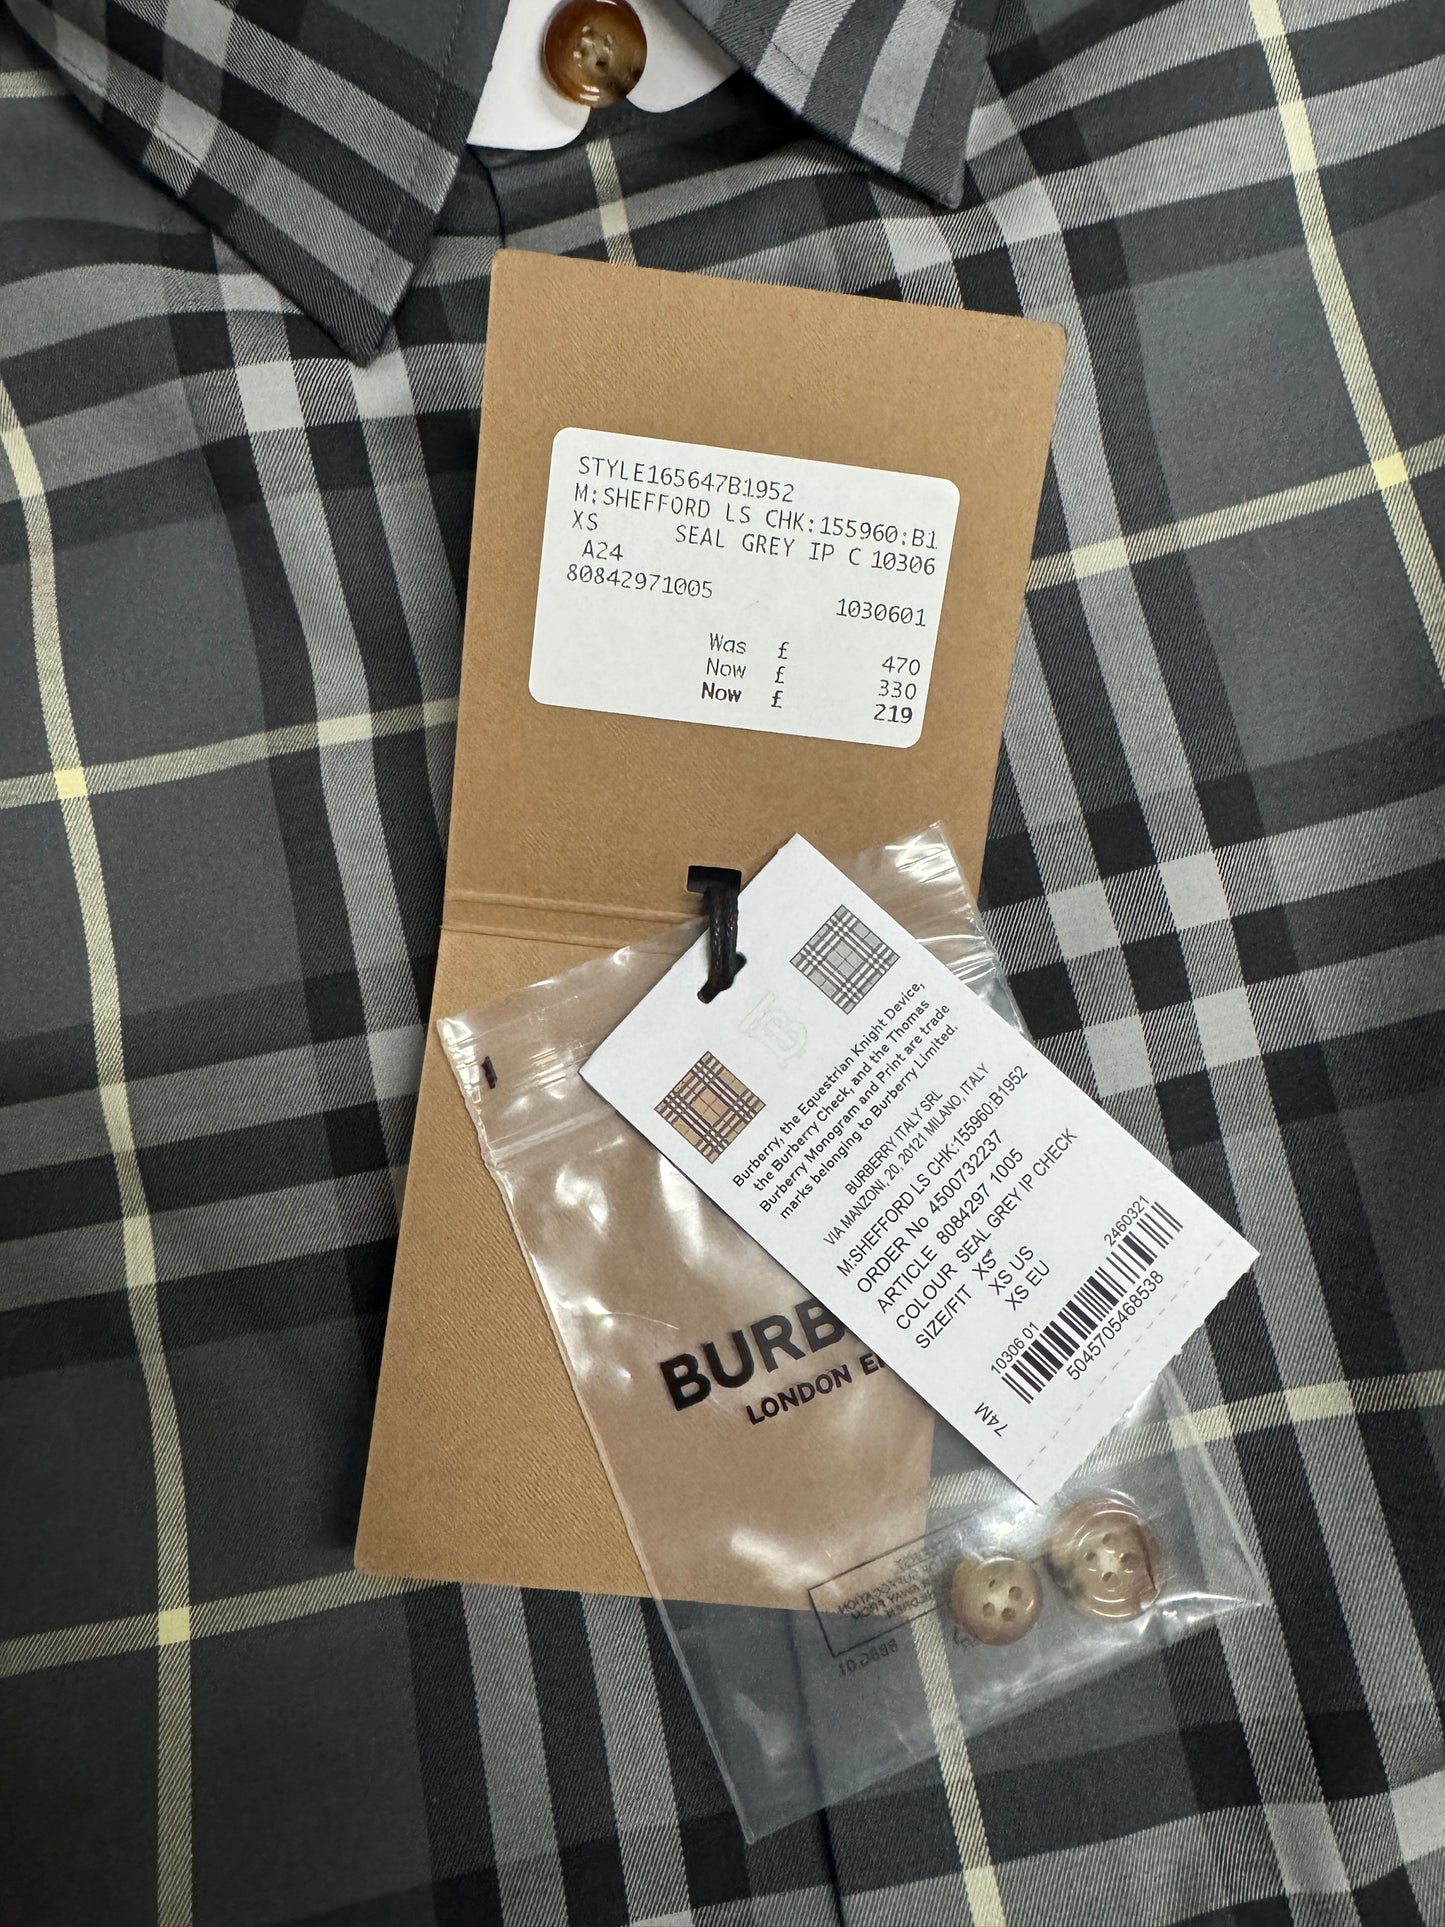 STYLE165647B1952
M:SHEFFORD LS CHK:155960:B1
XS SEAL GREY IP C 10306
A24
80842971005
1030601
Was £ 470
Now £ 330
Now £ 219
Burberry, the Equestrian Knight Device,
the Burberry Check, and the Thomas
Burberry Monogram and Print are trade
marks belonging to Burberry Limited.
BURBERRY ITALY SRL
VIA MANZONI, 20, 20121 MILANO, ITALY
M:SHEFFORD LS CHK:155960:B1952
ORDER No 4500732237
ARTICLE 8084297 1005
COLOUR SEAL GREY IP CHECK
SIZE/FIT XS
XS US
XS EU
10306 01 2460321
5045705468538
74M
BURB
LONDON E